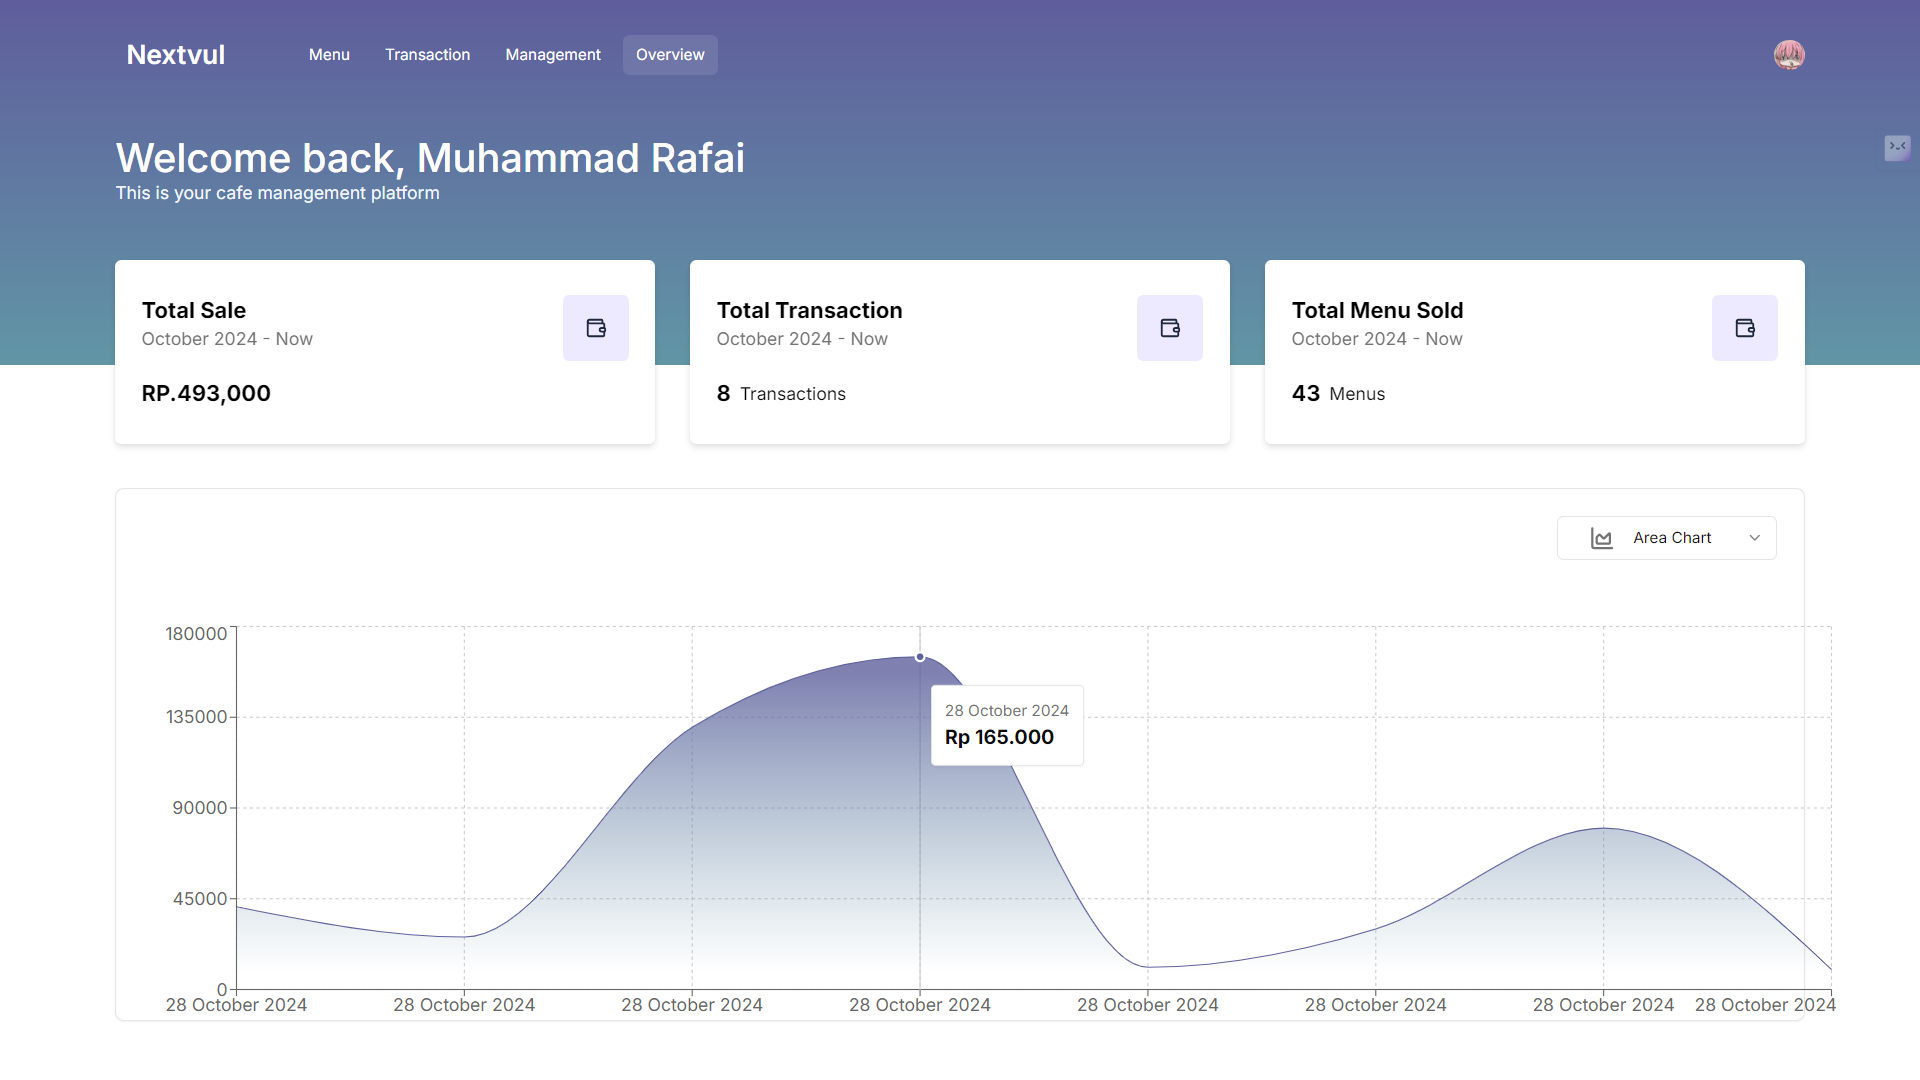 Nextvul
Menu
Transaction
Management
Overview
Welcome back, Muhammad Rafai
This is your cafe management platform
Total Sale
October 2024 - Now
RP.493,000
Total Transaction
October 2024 - Now
8 Transactions
Total Menu Sold
October 2024 - Now
43 Menus
Area Chart
180000
135000
90000
45000
0
28 October 2024
Rp 165.000
28 October 2024
28 October 2024
28 October 2024
28 October 2024
28 October 2024
28 October 2024
28 October 2024
28 October 2024